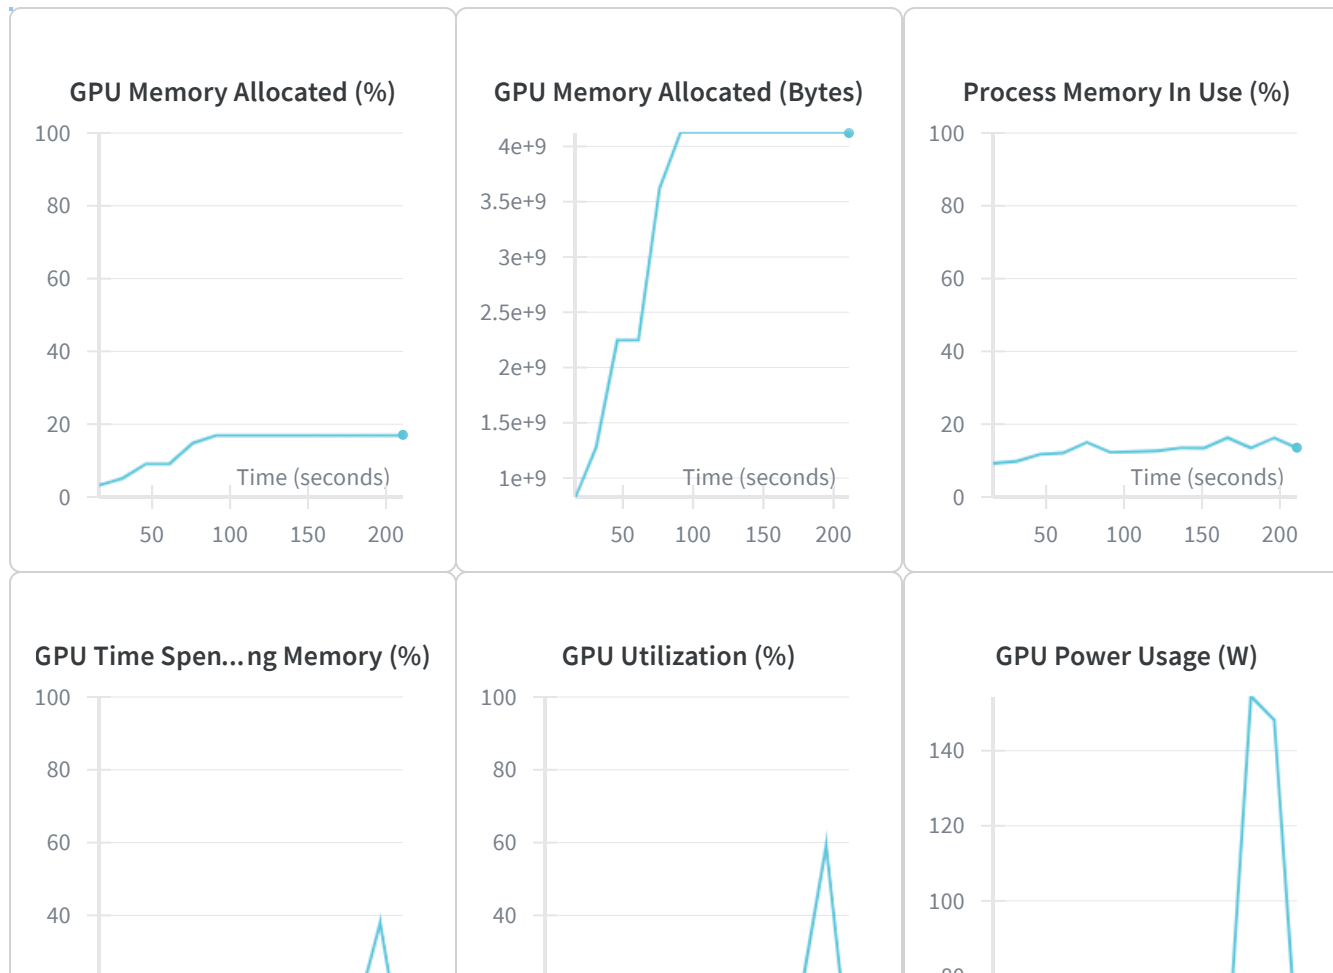 GPU Memory Allocated (%)
100
80
60
40
20
0
Time (seconds)
50 100 150 200
GPU Memory Allocated (Bytes)
4e+9
3.5e+9
3e+9
2.5e+9
2e+9
1.5e+9
1e+9
Time (seconds)
50 100 150 200
Process Memory In Use (%)
100
80
60
40
20
0
Time (seconds)
50 100 150 200
GPU Time Spen...ng Memory (%)
100
80
60
40
GPU Utilization (%)
100
80
60
40
GPU Power Usage (W)
140
120
100
80